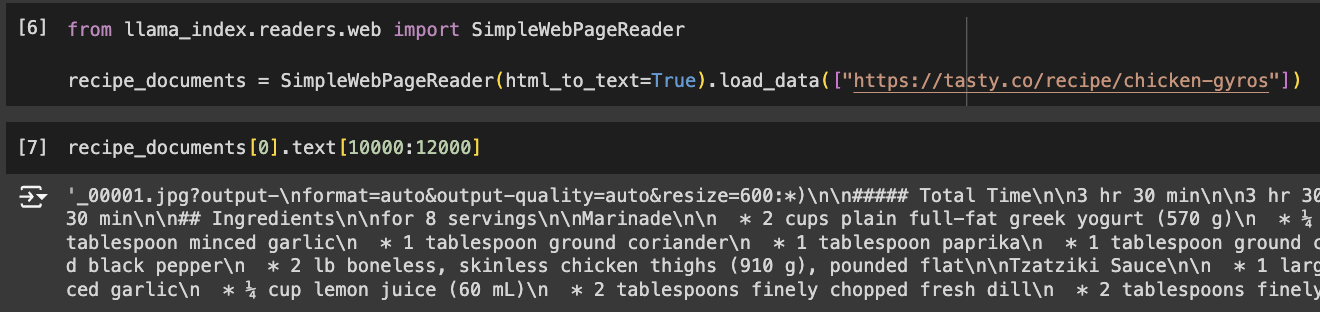 [6] from llama_index.readers.web import SimpleWebPageReader
recipe_documents = SimpleWebPageReader(html_to_text=True).load_data(["https://tasty.co/recipe/chicken-gyros"])
[7] recipe_documents[0].text[10000:12000]
'_00001.jpg?output-\nformat=auto&output-quality=auto&resize=600:*)\n\n##### Total Time\n\n3 hr 30 min\n\n3 hr 30
30 min\n\n## Ingredients\n\nfor 8 servings\n\nMarinade\n\n  * 2 cups plain full-fat greek yogurt (570 g)\n  * ¼
tablespoon minced garlic\n  * 1 tablespoon ground coriander\n  * 1 tablespoon paprika\n  * 1 tablespoon ground c
d black pepper\n  * 2 lb boneless, skinless chicken thighs (910 g), pounded flat\n\nTzatziki Sauce\n\n  * 1 larg
ced garlic\n  * ¼ cup lemon juice (60 mL)\n  * 2 tablespoons finely chopped fresh dill\n  * 2 tablespoons finely